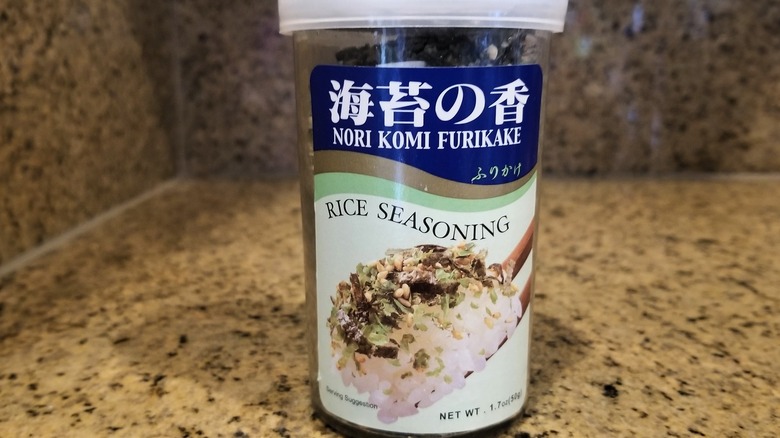 海苔の香
NORI KOMI FURIKAKE
ふりかけ
RICE SEASONING
Serving Suggestion
NET WT. 1.7oz(50g)